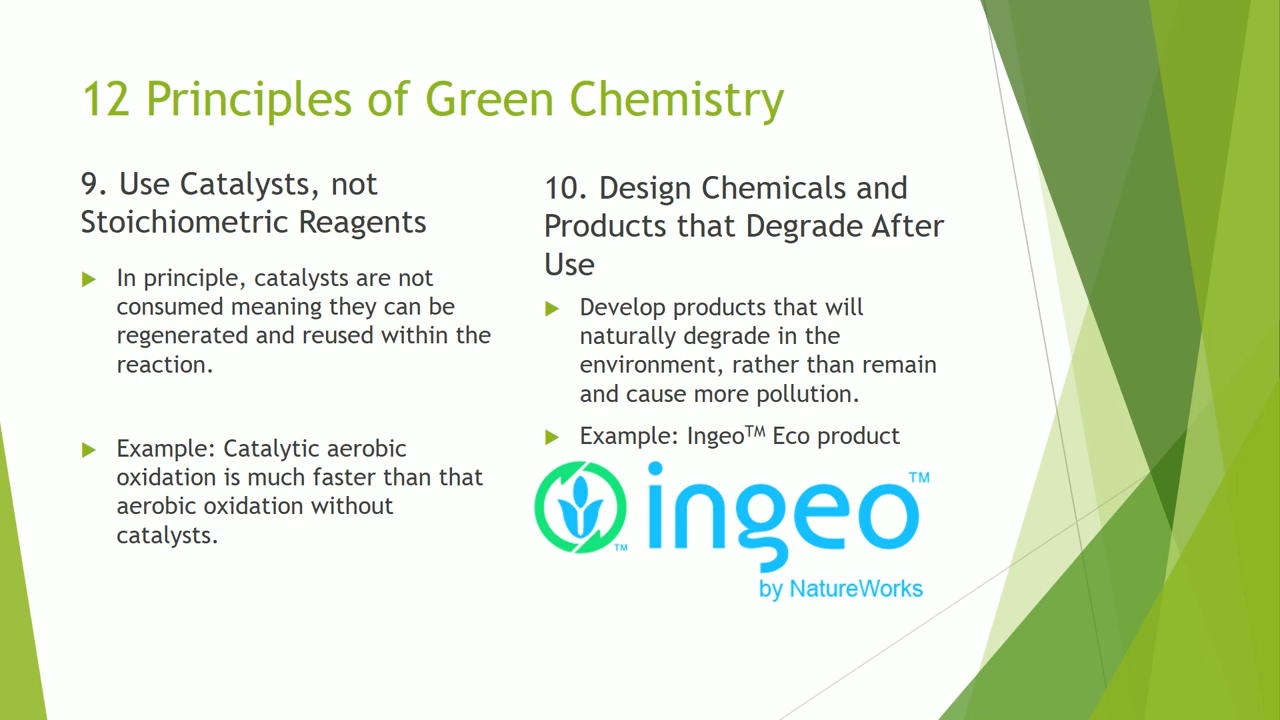 12 Principles of Green Chemistry
9. Use Catalysts, not
Stoichiometric Reagents
In principle, catalysts are not
consumed meaning they can be
regenerated and reused within the
reaction.
Example: Catalytic aerobic
oxidation is much faster than that
aerobic oxidation without
catalysts.
10. Design Chemicals and
Products that Degrade After
Use
Develop products that will
naturally degrade in the
environment, rather than remain
and cause more pollution.
Example: Ingeo™ Eco product
ingeo™
™
by NatureWorks